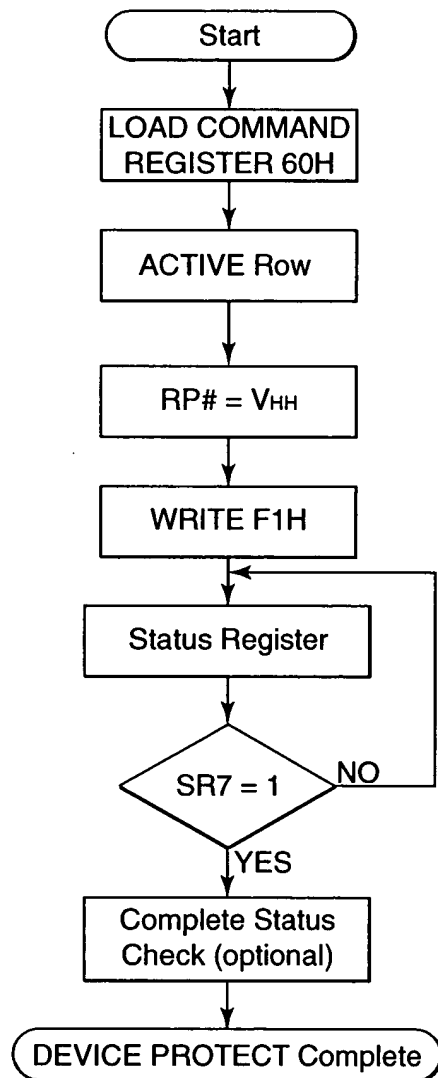 Start
LOAD COMMAND
REGISTER 60H
ACTIVE Row
RP# = VHH
WRITE F1H
Status Register
SR7 = 1
NO
YES
Complete Status
Check (optional)
DEVICE PROTECT Complete